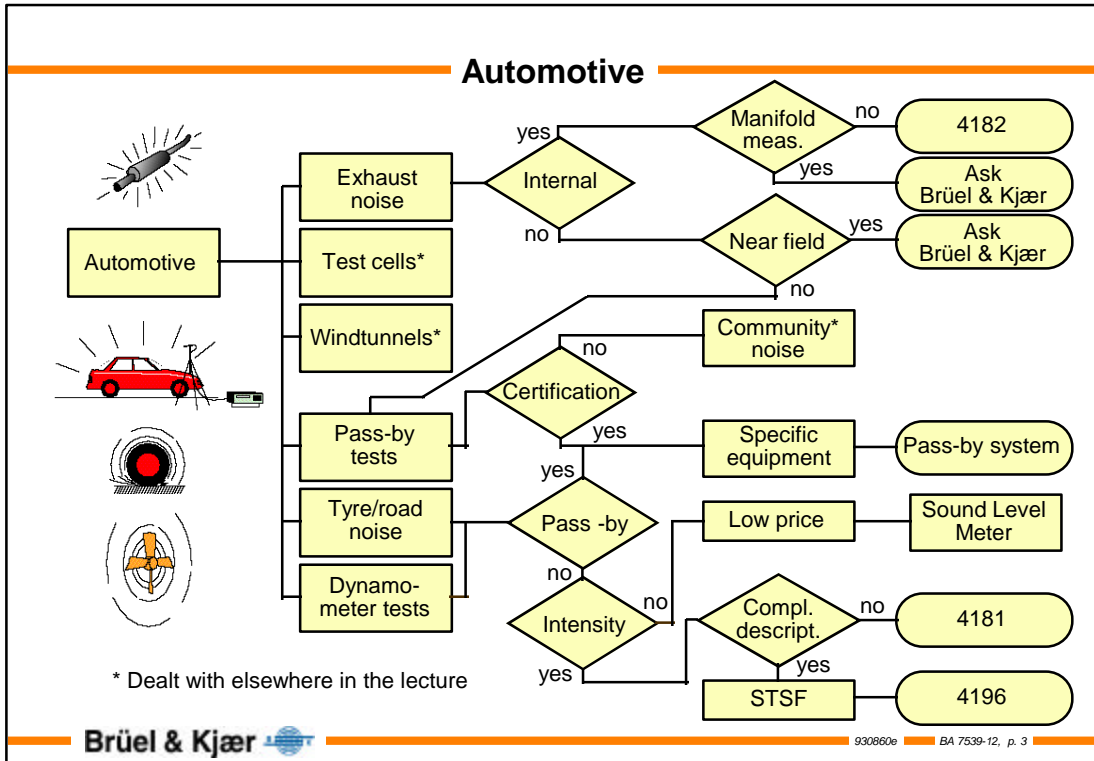 Automotive
Manifold
meas.
no
4182
yes
yes
Ask
Brüel & Kjær
Exhaust
noise
Internal
no
Near field
yes
Ask
Brüel & Kjær
Automotive
Test cells*
no
Windtunnels*
Community*
noise
no
Certification
Pass-by
tests
yes
Specific
equipment
Pass-by system
yes
Tyre/road
noise
Pass -by
Low price
Sound Level
Meter
no
Dynamo-
meter tests
no
Intensity
Compl.
descript.
no
4181
yes
yes
STSF
4196
* Dealt with elsewhere in the lecture
Brüel & Kjær
930860e
BA 7539-12, p. 3